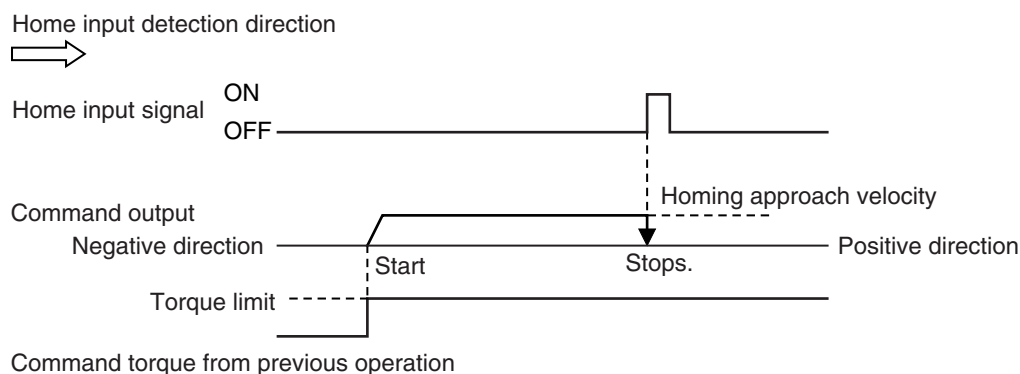 Home input detection direction
Home input signal
ON
OFF
Homing approach velocity
Command output
Negative direction
Positive direction
Start
Stops.
Torque limit
Command torque from previous operation